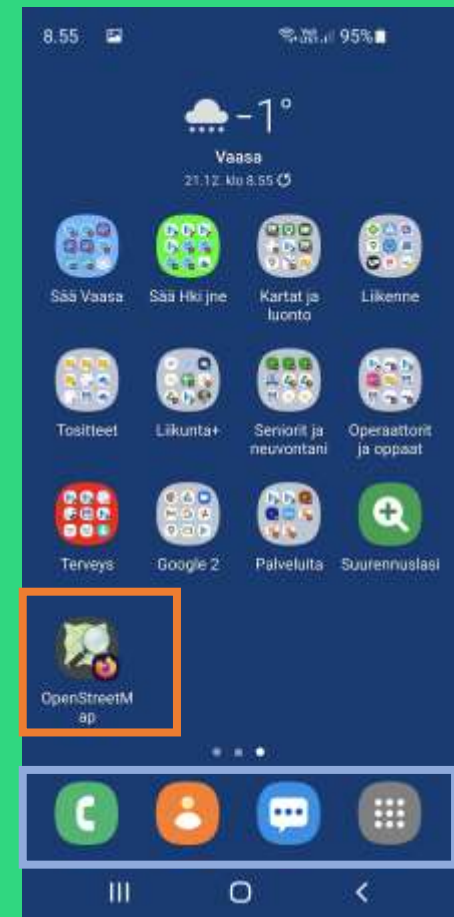 8.55 95%
-1°
Vaasa
21.12. klo 8.55
Sää Vaasa Sää Hki jne Kartat ja luonto Liikenne
Tositteet Liikunta+ Seniorit ja neuvontani Operaattorit ja oppaat
Terveys Google 2 Palveluita Suurennuslasi
OpenStreetM
ap